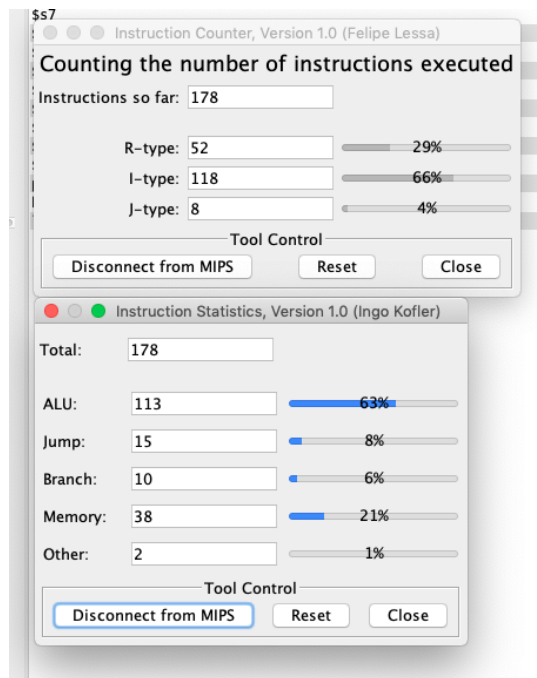 $s7
Instruction Counter, Version 1.0 (Felipe Lessa)
Counting the number of instructions executed
Instructions so far: 178
R-type: 52 29%
I-type: 118 66%
J-type: 8 4%
Tool Control
Disconnect from MIPS Reset Close
Instruction Statistics, Version 1.0 (Ingo Kofler)
Total: 178
ALU: 113 63%
Jump: 15 8%
Branch: 10 6%
Memory: 38 21%
Other: 2 1%
Tool Control
Disconnect from MIPS Reset Close